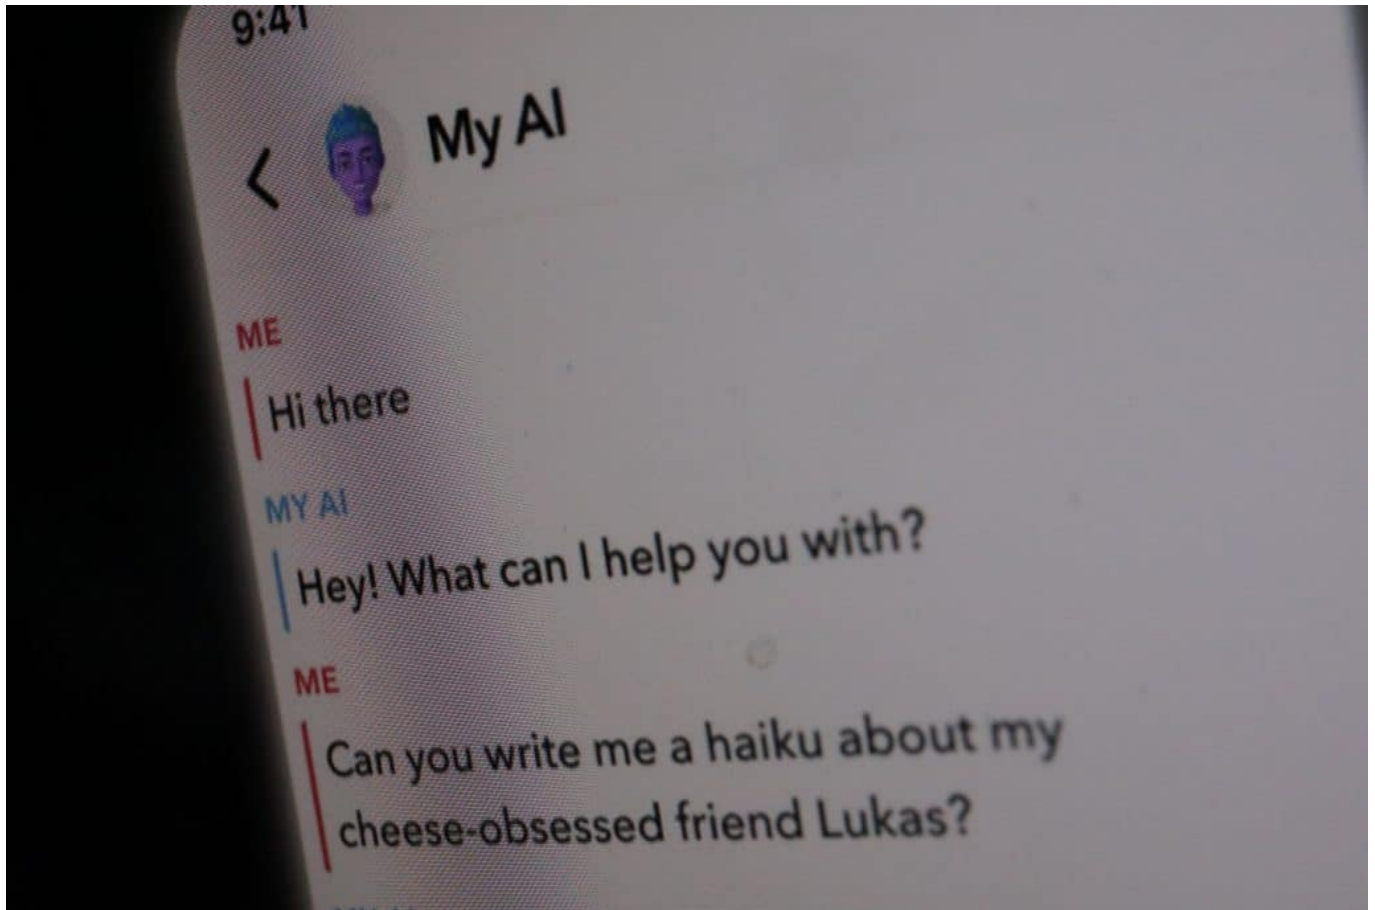 9:41
My AI
ME
Hi there
MY AI
Hey! What can I help you with?
ME
Can you write me a haiku about my
cheese-obsessed friend Lukas?